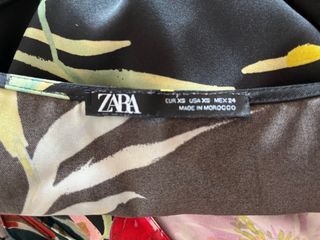 ZARA
EUR XS USA XS MEX 24
MADE IN MOROCCO